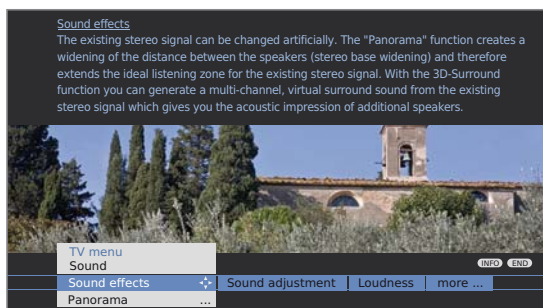 Sound effects
The existing stereo signal can be changed artificially. The "Panorama" function creates a
widening of the distance between the speakers (stereo base widening) and therefore
extends the ideal listening zone for the existing stereo signal. With the 3D-Surround
function you can generate a multi-channel, virtual surround sound from the existing
stereo signal which gives you the acoustic impression of additional speakers.
TV menu
Sound
INFO END
Sound effects Sound adjustment Loudness more ...
Panorama ...